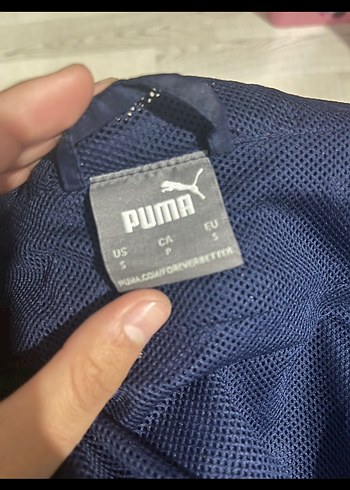 PUMA
US CA EU
S P S
PUMA.COM/FOREVERBETTER